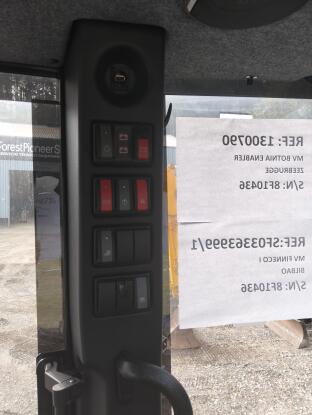 ForestPioneerS
REF: 1300790
MV BOTNIA ENABLER
ZEEBRUGGE
S/N: 8F10436
REF:SF03363999/1
MV FINNECO I
BILBAO
S/N: 8F10436